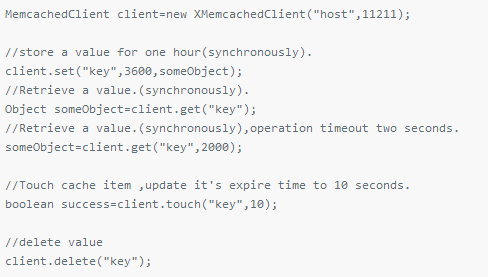 MemcachedClient client=new XMemcachedClient("host",11211);
//store a value for one hour(synchronously).
client.set("key",3600,someObject);
//Retrieve a value.(synchronously).
Object someObject=client.get("key");
//Retrieve a value.(synchronously),operation timeout two seconds.
someObject=client.get("key",2000);
//Touch cache item ,update it's expire time to 10 seconds.
boolean success=client.touch("key",10);
//delete value
client.delete("key");